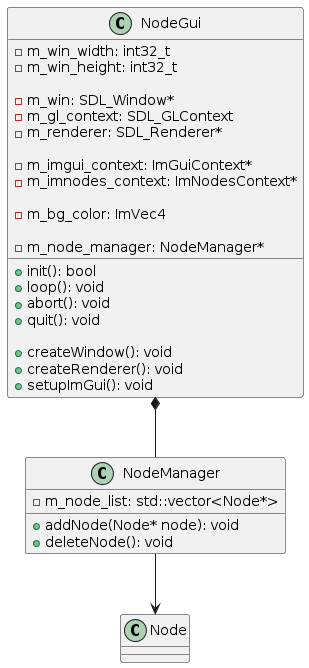 C NodeGui
m_win_width: int32_t
m_win_height: int32_t
m_win: SDL_Window*
m_gl_context: SDL_GLContext
m_renderer: SDL_Renderer*
m_imgui_context: ImGuiContext*
m_imnodes_context: ImNodesContext*
m_bg_color: ImVec4
m_node_manager: NodeManager*
init(): bool
loop(): void
abort(): void
quit(): void
createWindow(): void
createRenderer(): void
setupImGui(): void
C NodeManager
m_node_list: std::vector<Node*>
addNode(Node* node): void
deleteNode(): void
C Node